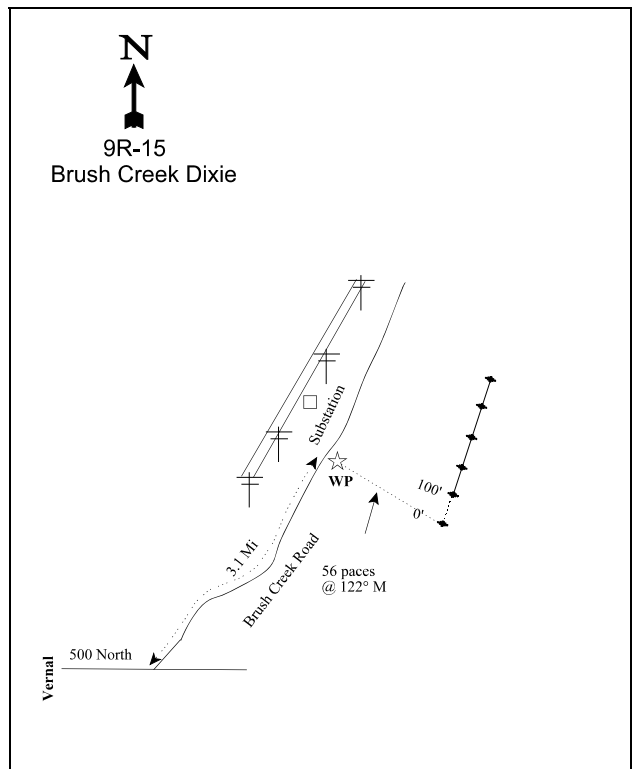 N
9R-15
Brush Creek Dixie
Substation
WP
100'
0'
3.1 Mi
Brush Creek Road
56 paces
@ 122° M
500 North
Vernal